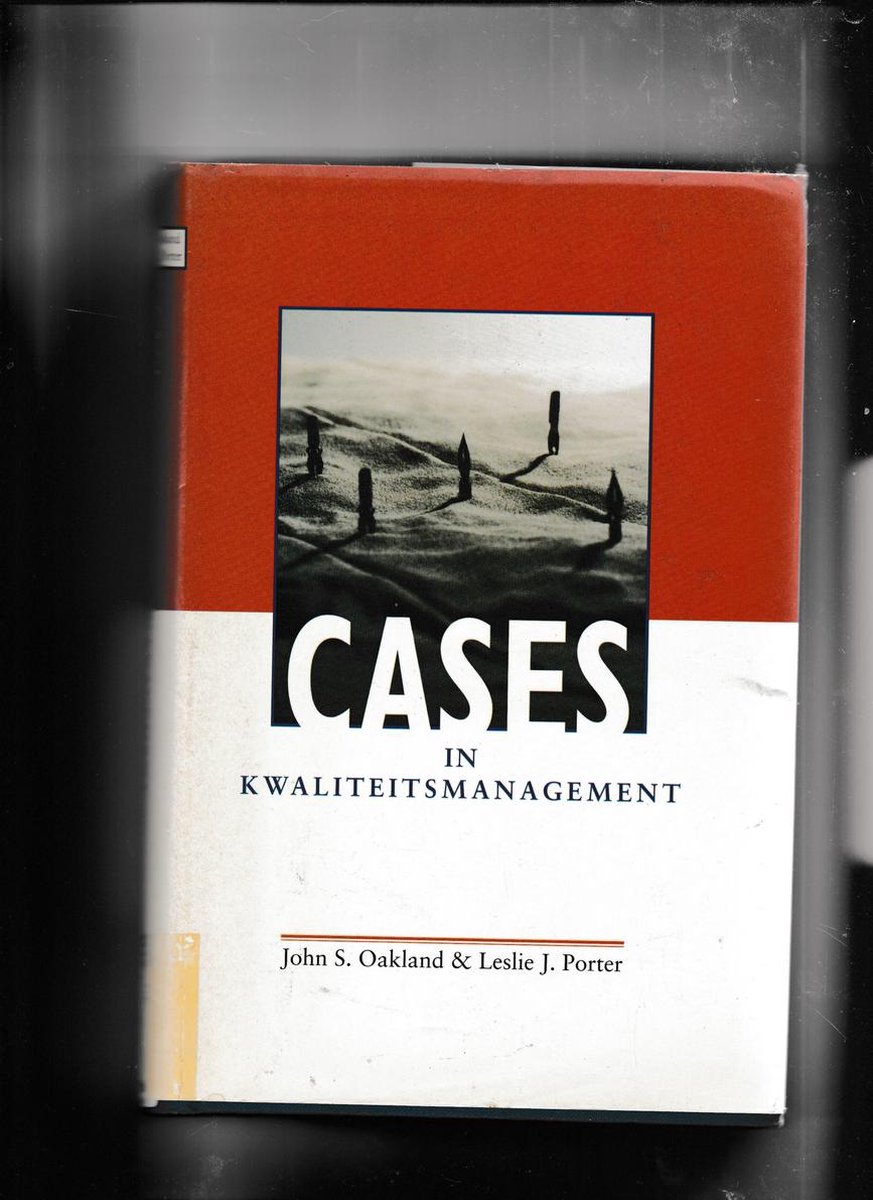 CASES
IN
KWALITEITSMANAGEMENT
John S. Oakland & Leslie J. Porter